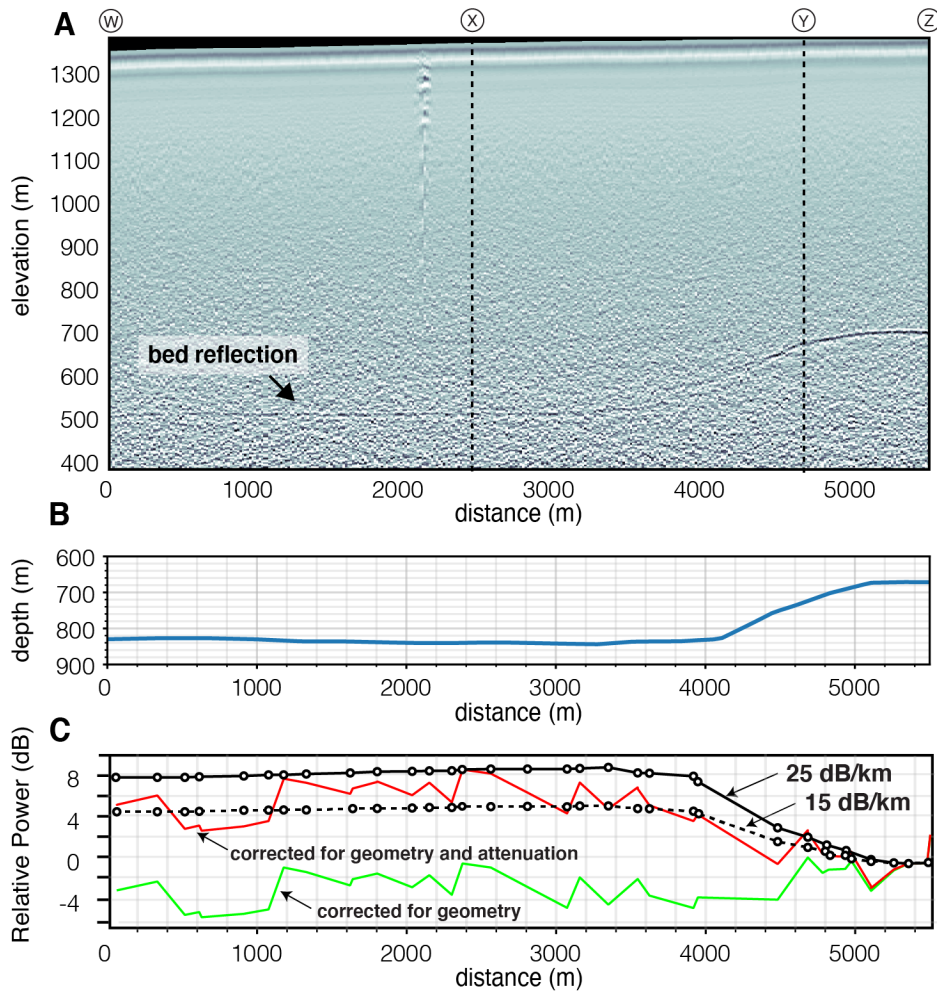 A
W X Y Z
1300
1200
1100
1000
900
800
700
600
500
400
elevation (m)
bed reflection
0 1000 2000 3000 4000 5000
distance (m)
B
600
700
800
900
depth (m)
0 1000 2000 3000 4000 5000
distance (m)
C
8
4
0
-4
Relative Power (dB)
25 dB/km
15 dB/km
corrected for geometry and attenuation
corrected for geometry
0 1000 2000 3000 4000 5000
distance (m)